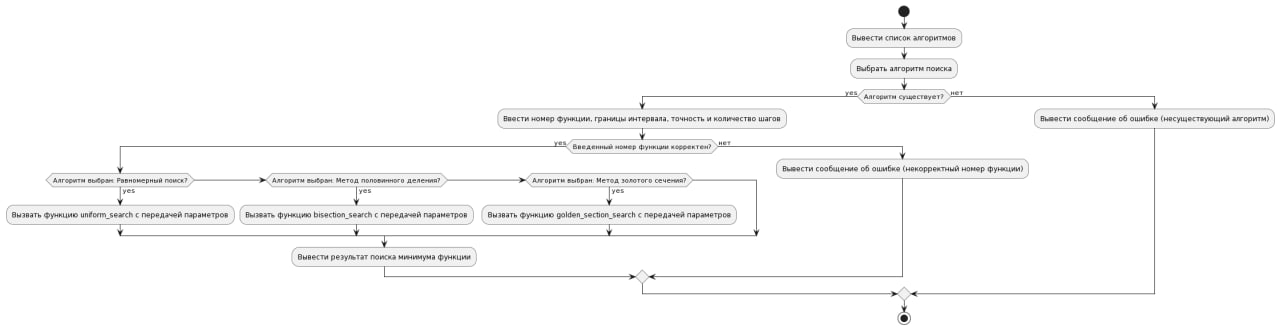 Вывести список алгоритмов
Выбрать алгоритм поиска
yes
Алгоритм существует?
нет
Ввести номер функции, границы интервала, точность и количество шагов
Вывести сообщение об ошибке (несуществующий алгоритм)
yes
Введенный номер функции корректен?
нет
Вывести сообщение об ошибке (некорректный номер функции)
Алгоритм выбран: Равномерный поиск?
Алгоритм выбран: Метод половинного деления?
Алгоритм выбран: Метод золотого сечения?
yes
yes
yes
Вызвать функцию uniform_search с передачей параметров
Вызвать функцию bisection_search с передачей параметров
Вызвать функцию golden_section_search с передачей параметров
Вывести результат поиска минимума функции